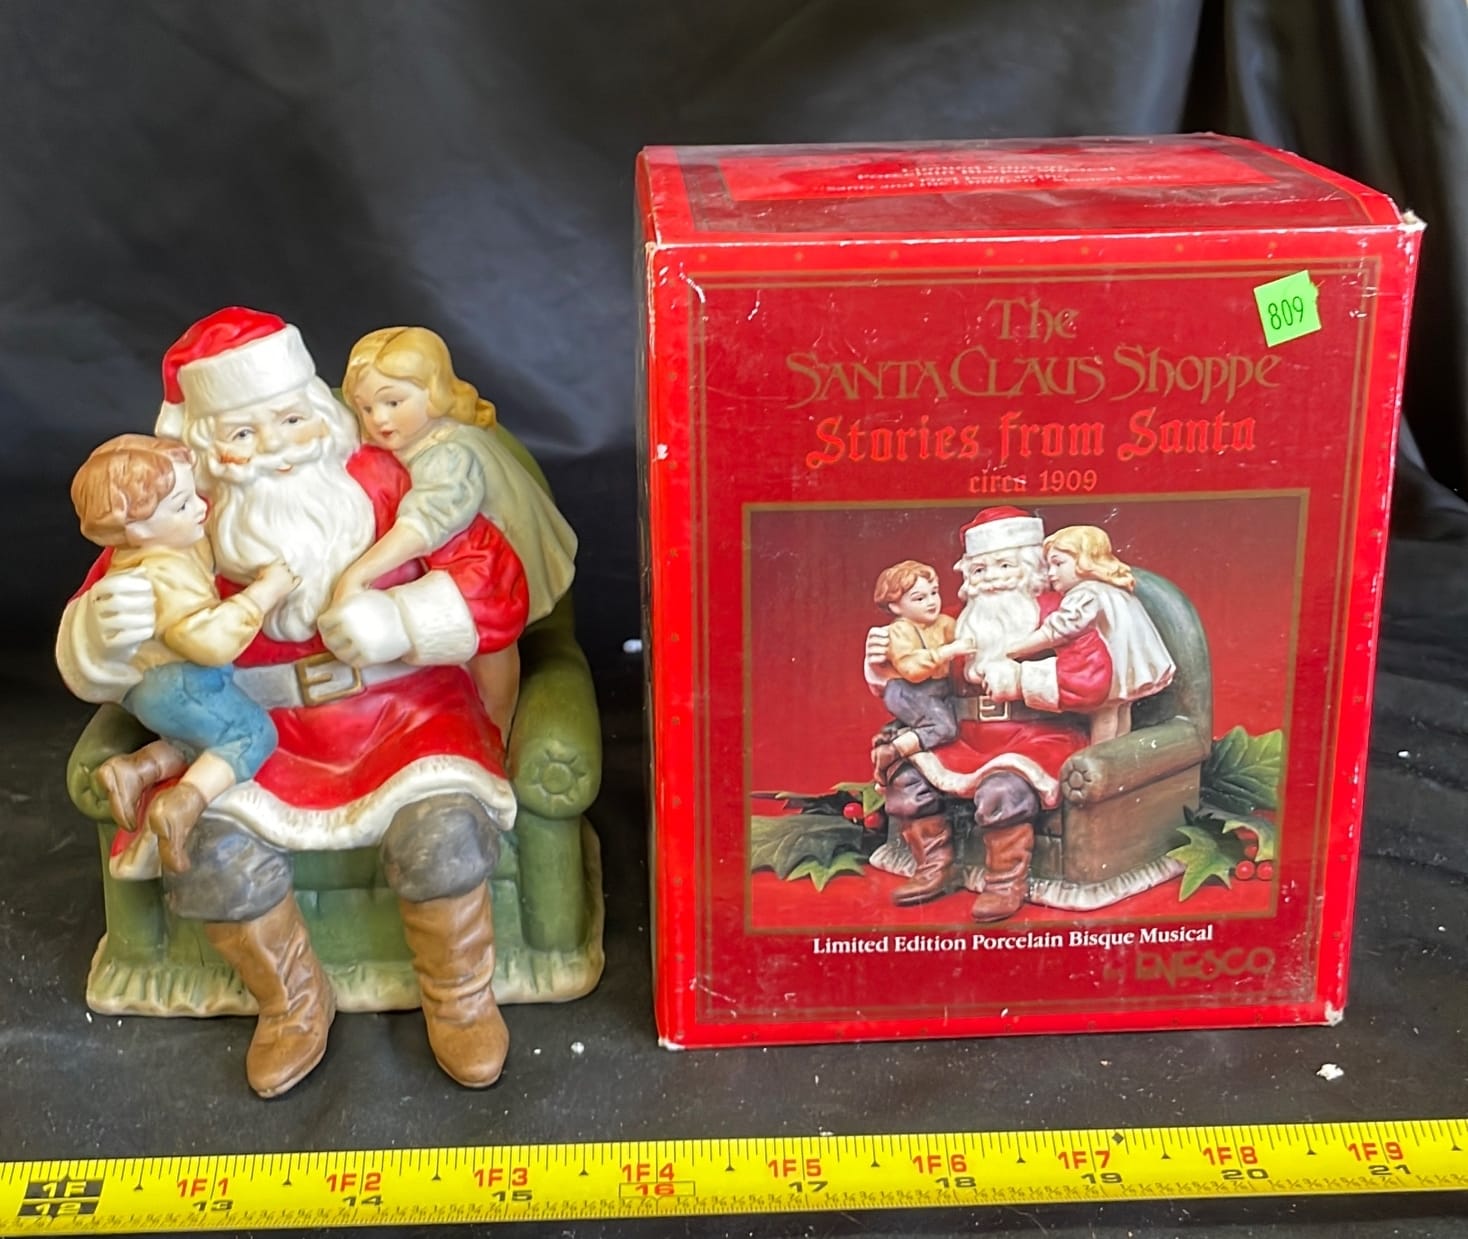 809
The
SANTA CLAUS Shoppe
Stories from Santa
circa 1909
Limited Edition Porcelain Bisque Musical
by ENESCO
1F 1F1 1F2 1F3 1F4 1F5 1F6 1F7 1F8 1F9
12 13 14 15 16 17 18 19 20 21